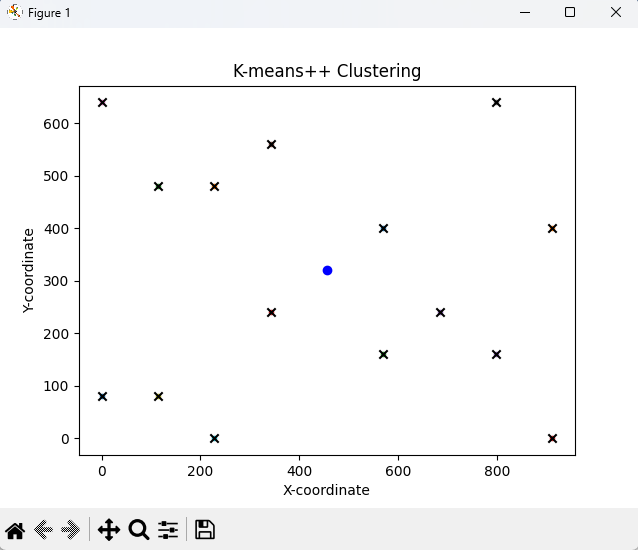 Figure 1
K-means++ Clustering
600
500
400
300
200
100
0
Y-coordinate
0 200 400 600 800
X-coordinate